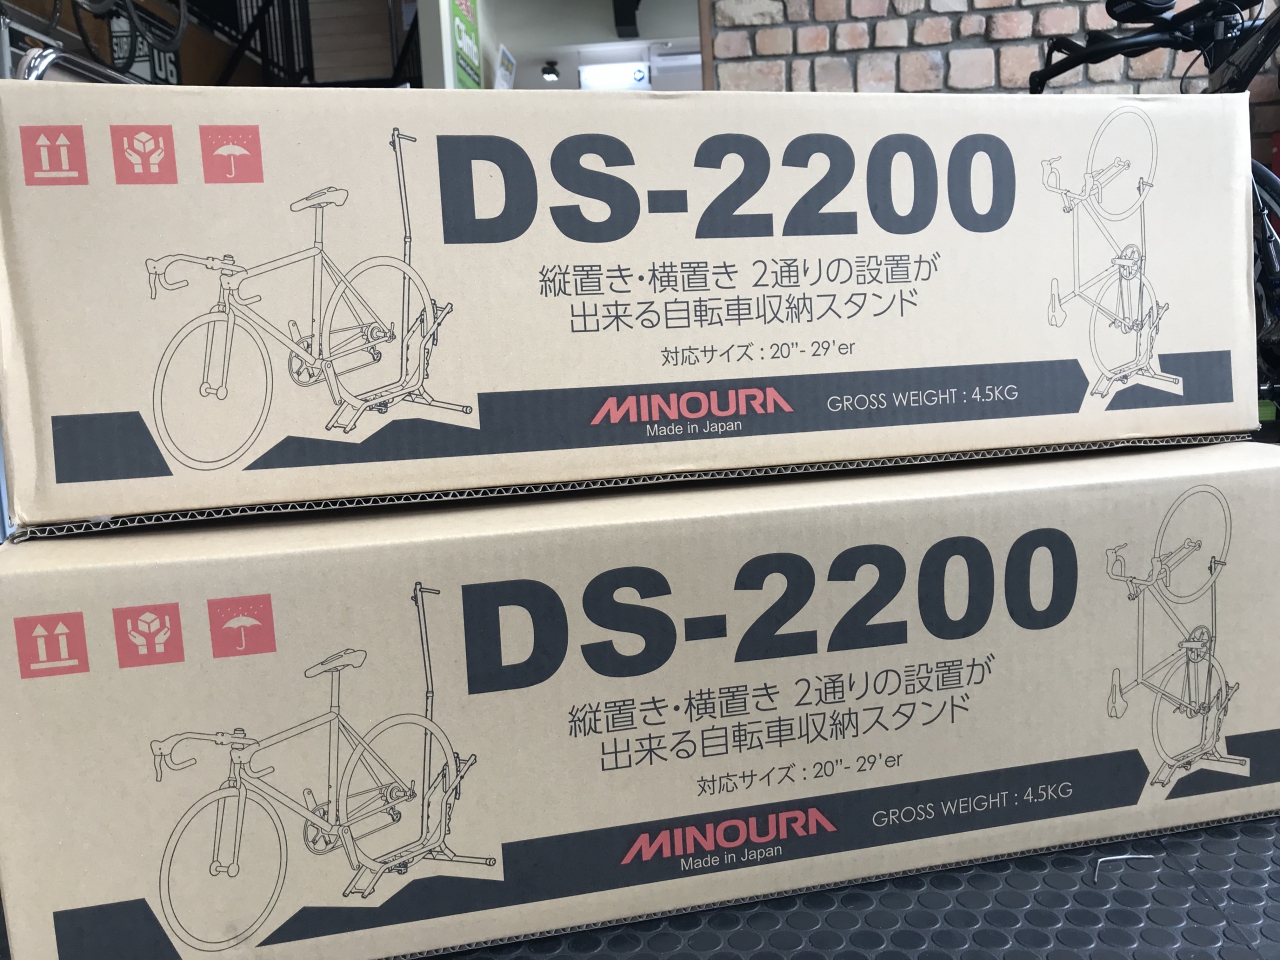 DS-2200
縦置き・横置き 2通りの設置が
出来る自転車収納スタンド
対応サイズ : 20"- 29'er
MINOURA
Made in Japan
GROSS WEIGHT : 4.5KG
DS-2200
縦置き・横置き 2通りの設置が
出来る自転車収納スタンド
対応サイズ : 20"- 29'er
MINOURA
Made in Japan
GROSS WEIGHT : 4.5KG